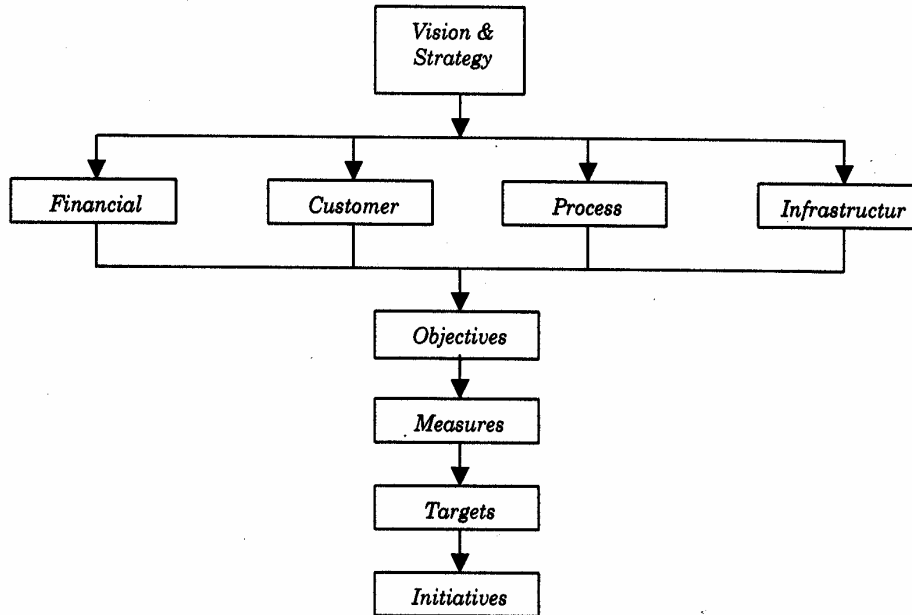 Vision &
Strategy
Financial
Customer
Process
Infrastructur
Objectives
Measures
Targets
Initiatives